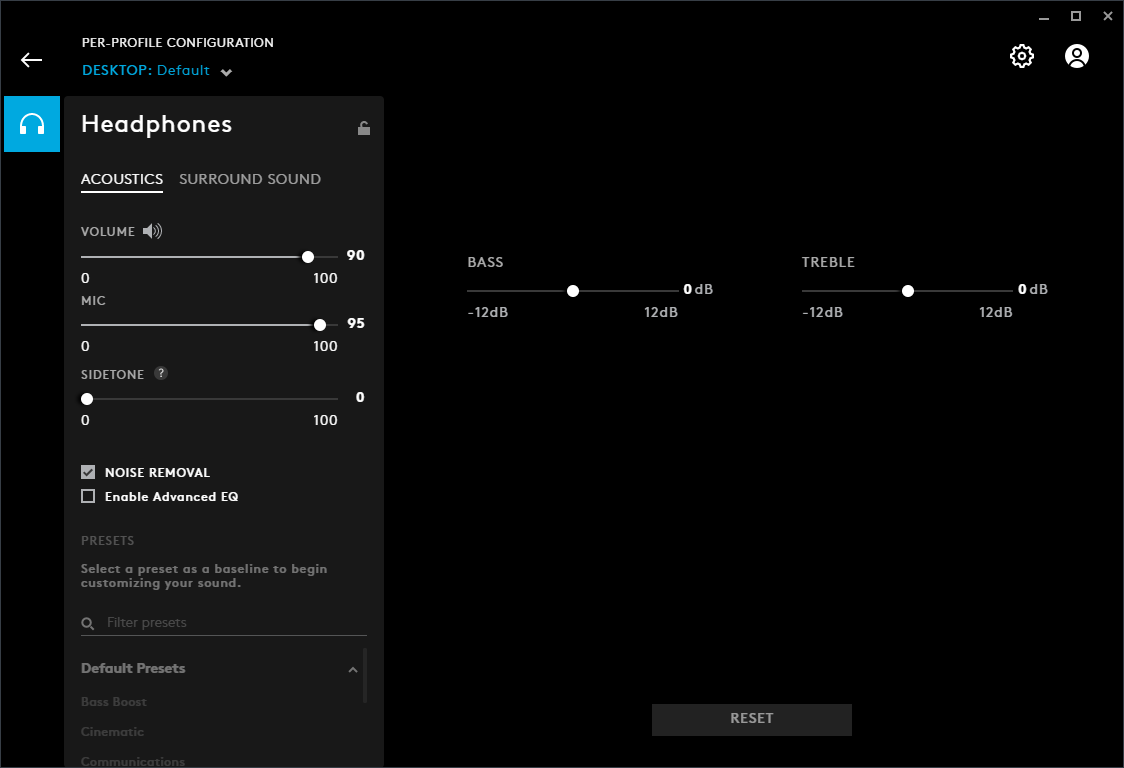 PER-PROFILE CONFIGURATION
DESKTOP: Default
Headphones
ACOUSTICS SURROUND SOUND
VOLUME
90
0 100
MIC
95
0 100
SIDETONE ?
0
0 100
NOISE REMOVAL
Enable Advanced EQ
PRESETS
Select a preset as a baseline to begin
customizing your sound.
Filter presets
Default Presets
Bass Boost
Cinematic
Communications
BASS
0 dB
-12dB 12dB
TREBLE
0 dB
-12dB 12dB
RESET